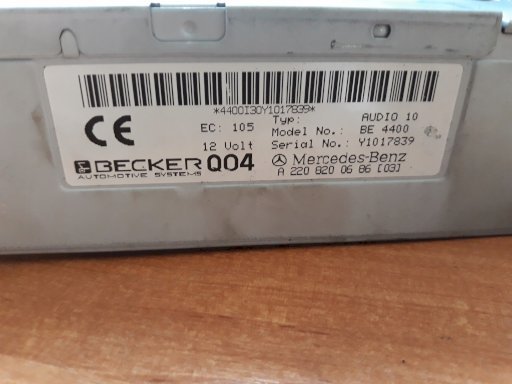 *4400I30Y1017839*
CE
EC: 105
12 Volt
Typ: AUDIO 10
Model No.: BE 4400
Serial No.: Y1017839
BECKER Q04
AUTOMOTIVE SYSTEMS
Mercedes-Benz
A 220 820 06 86 [03]